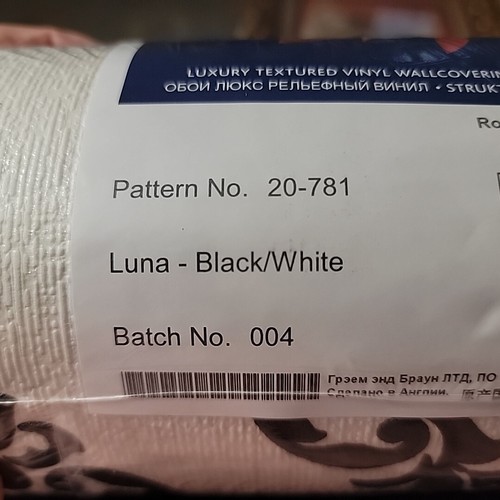 LUXURY TEXTURED VINYL WALLCOVERIN
ОБОИ ЛЮКС РЕЛЬЕФНЫЙ ВИНИЛ • STRUKT
Ro
Pattern No. 20-781
Luna - Black/White
Batch No. 004
Грэем энд Браун ЛТД, ПО
Сделано в Англии.